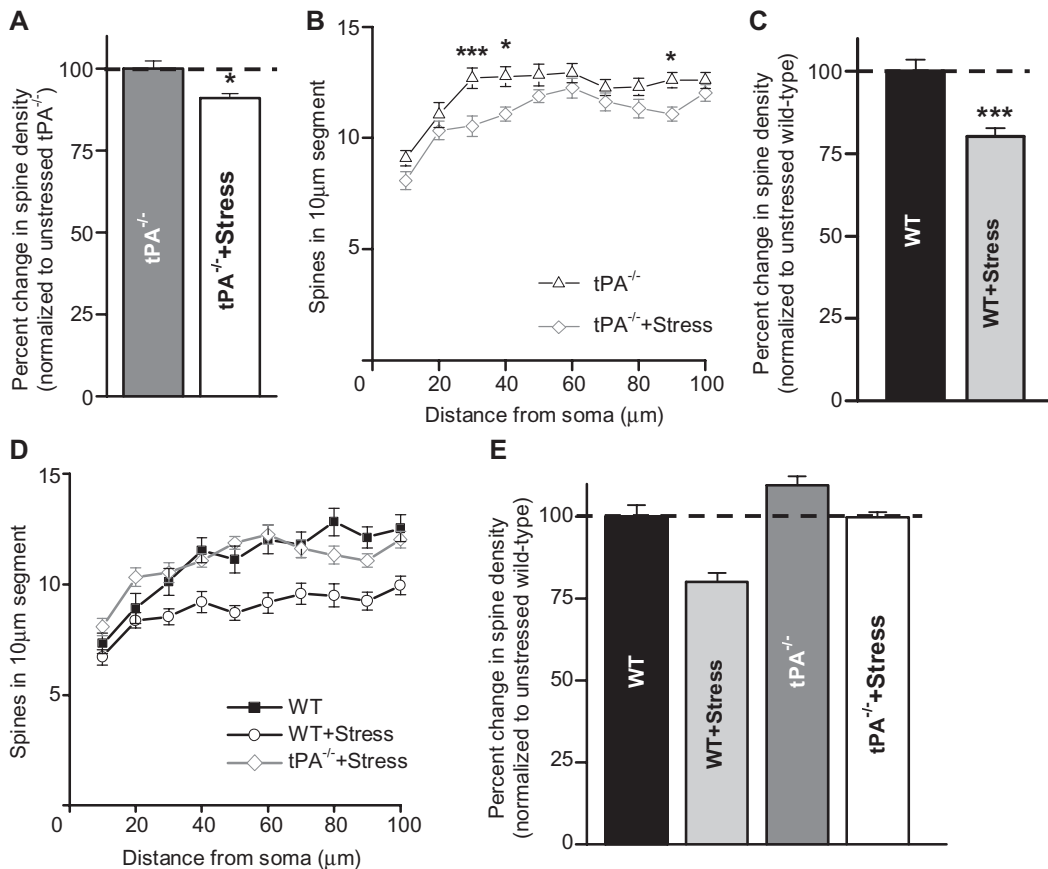 A
Percent change in spine density
(normalized to unstressed tPA-/-)
100
75
50
25
0
*
tPA-/-
tPA-/-+Stress
B
Spines in 10µm segment
15
10
5
0
20
40
60
80
100
Distance from soma (µm)
***
*
*
tPA-/-
tPA-/-+Stress
C
Percent change in spine density
(normalized to unstressed wild-type)
100
75
50
25
0
***
WT
WT+Stress
D
Spines in 10µm segment
15
10
5
0
20
40
60
80
100
Distance from soma (µm)
WT
WT+Stress
tPA-/-+Stress
E
Percent change in spine density
(normalized to unstressed wild-type)
100
75
50
25
0
WT
WT+Stress
tPA-/-
tPA-/-+Stress